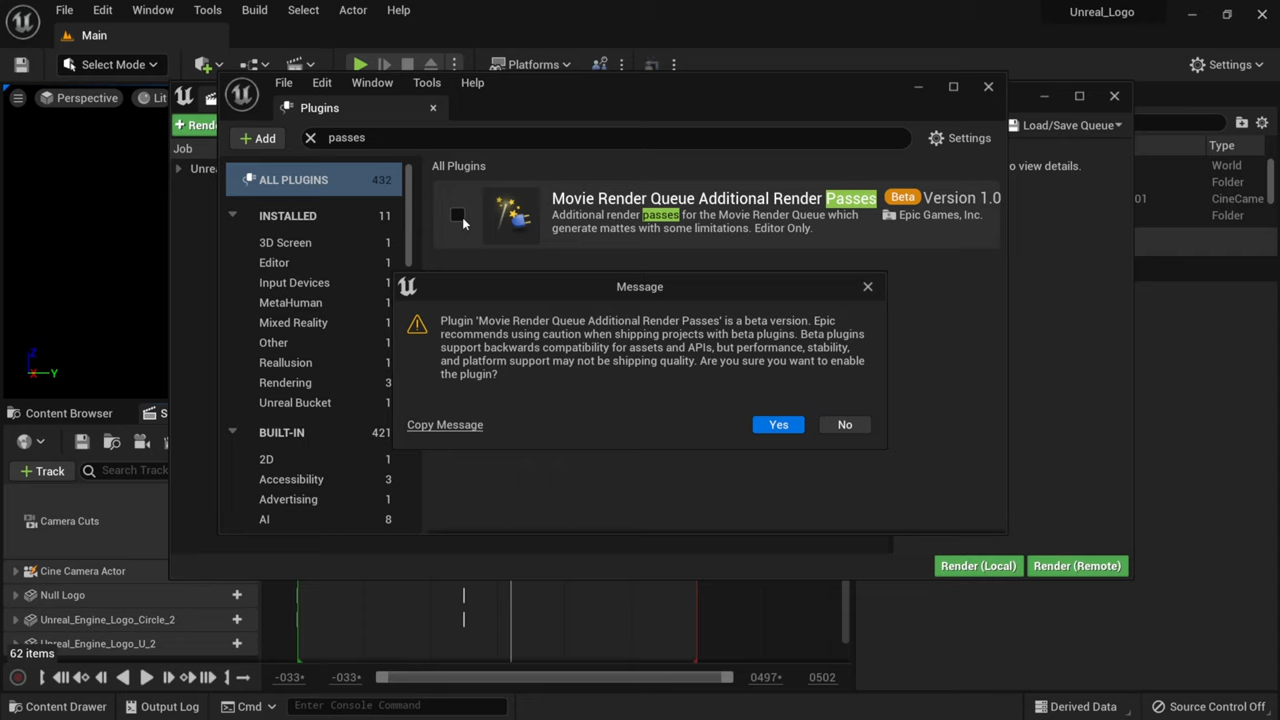 File Edit Window Tools Build Select Actor Help
Unreal_Logo
Main
Select Mode
Platforms
Settings
Perspective
Lit
File Edit Window Tools Help
Plugins
Add
passes
Settings
Rende
Load/Save Queue
Job
Unrea
o view details.
Type
World
Folder
01
CineCame
Folder
ALL PLUGINS 432
INSTALLED 11
3D Screen 1
Editor 1
Input Devices 1
MetaHuman 1
Mixed Reality 1
Other 1
Reallusion 1
Rendering 3
Unreal Bucket 1
BUILT-IN 421
2D 1
Accessibility 3
Advertising 1
AI 8
All Plugins
Movie Render Queue Additional Render Passes Beta Version 1.0
Additional render passes for the Movie Render Queue which
generate mattes with some limitations. Editor Only.
Epic Games, Inc.
Message
Plugin 'Movie Render Queue Additional Render Passes' is a beta version. Epic
recommends using caution when shipping projects with beta plugins. Beta plugins
support backwards compatibility for assets and APIs, but performance, stability,
and platform support may not be shipping quality. Are you sure you want to enable
the plugin?
Copy Message
Yes
No
Z
X
Y
Content Browser
S
Track
Search Track
Camera Cuts
Cine Camera Actor
Null Logo
Unreal_Engine_Logo_Circle_2
Unreal_Engine_Logo_U_2
62 items
Render (Local)
Render (Remote)
-033*
-033*
0497*
0502
Content Drawer
Output Log
Cmd
Enter Console Command
Derived Data
Source Control Off